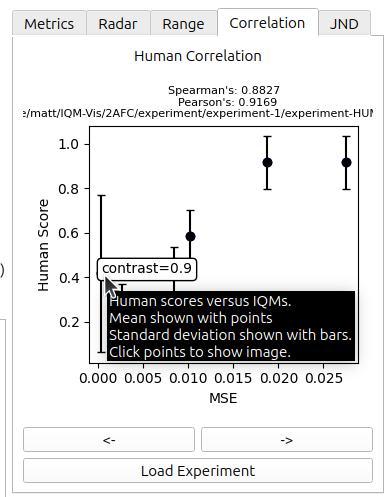 Metrics
Radar
Range
Correlation
JND
Human Correlation
Spearman's: 0.8827
Pearson's: 0.9169
e/matt/IQM-Vis/2AFC/experiment/experiment-1/experiment-HUM
1.0
0.8
0.6
0.4
0.2
Human Score
contrast=0.9
Human scores versus IQMs.
Mean shown with points
Standard deviation shown with bars.
Click points to show image.
0.000 0.005 0.010 0.015 0.020 0.025
MSE
<-
->
Load Experiment
)